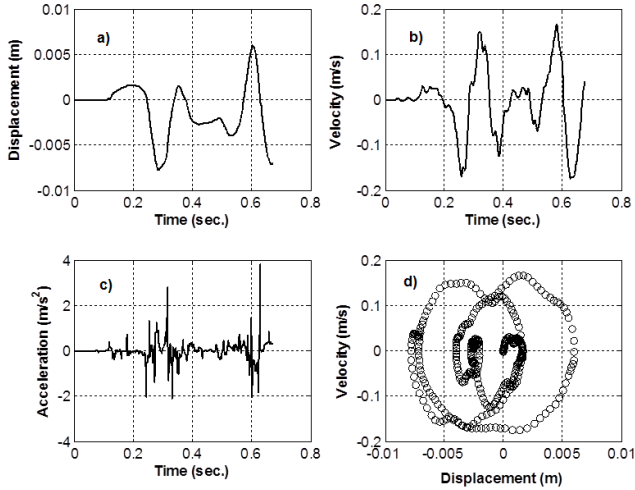 0.01
0.005
0
-0.005
-0.01
Displacement (m)
a)
0 0.2 0.4 0.6 0.8
Time (sec.)
0.2
0.1
0
-0.1
-0.2
Velocity (m/s)
b)
0 0.2 0.4 0.6 0.8
Time (sec.)
4
2
0
-2
-4
Acceleration (m/s²)
c)
0 0.2 0.4 0.6 0.8
Time (sec.)
0.2
0.1
0
-0.1
-0.2
Velocity (m/s)
d)
-0.01 -0.005 0 0.005 0.01
Displacement (m)